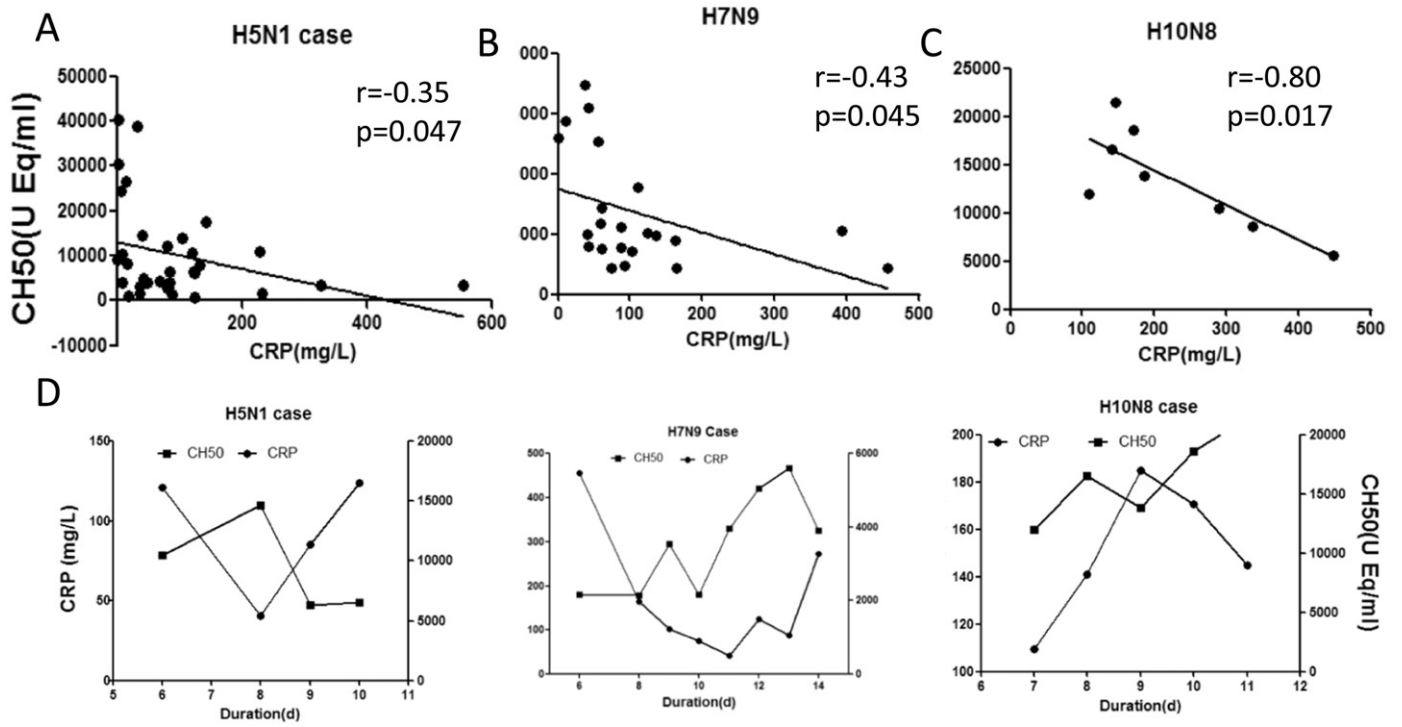 A
H5N1 case
r=-0.35
p=0.047
CH50(U Eq/ml)
50000
40000
30000
20000
10000
0
-10000
200
400
600
CRP(mg/L)
B
H7N9
r=-0.43
p=0.045
000
000
000
000
0
0
100
200
300
400
500
CRP(mg/L)
C
H10N8
r=-0.80
p=0.017
25000
20000
15000
10000
5000
0
0
100
200
300
400
500
CRP(mg/L)
D
H5N1 case
CH50
CRP
CRP (mg/L)
150
100
50
0
20000
15000
10000
5000
0
5
6
7
8
9
10
11
Duration(d)
H7N9 Case
CH50
CRP
500
400
300
200
100
0
6000
4000
2000
0
6
8
10
12
14
Duration(d)
H10N8 case
CRP
CH50
200
180
160
140
120
100
20000
15000
10000
5000
0
6
7
8
9
10
11
12
Duration(d)
CH50(U Eq/ml)